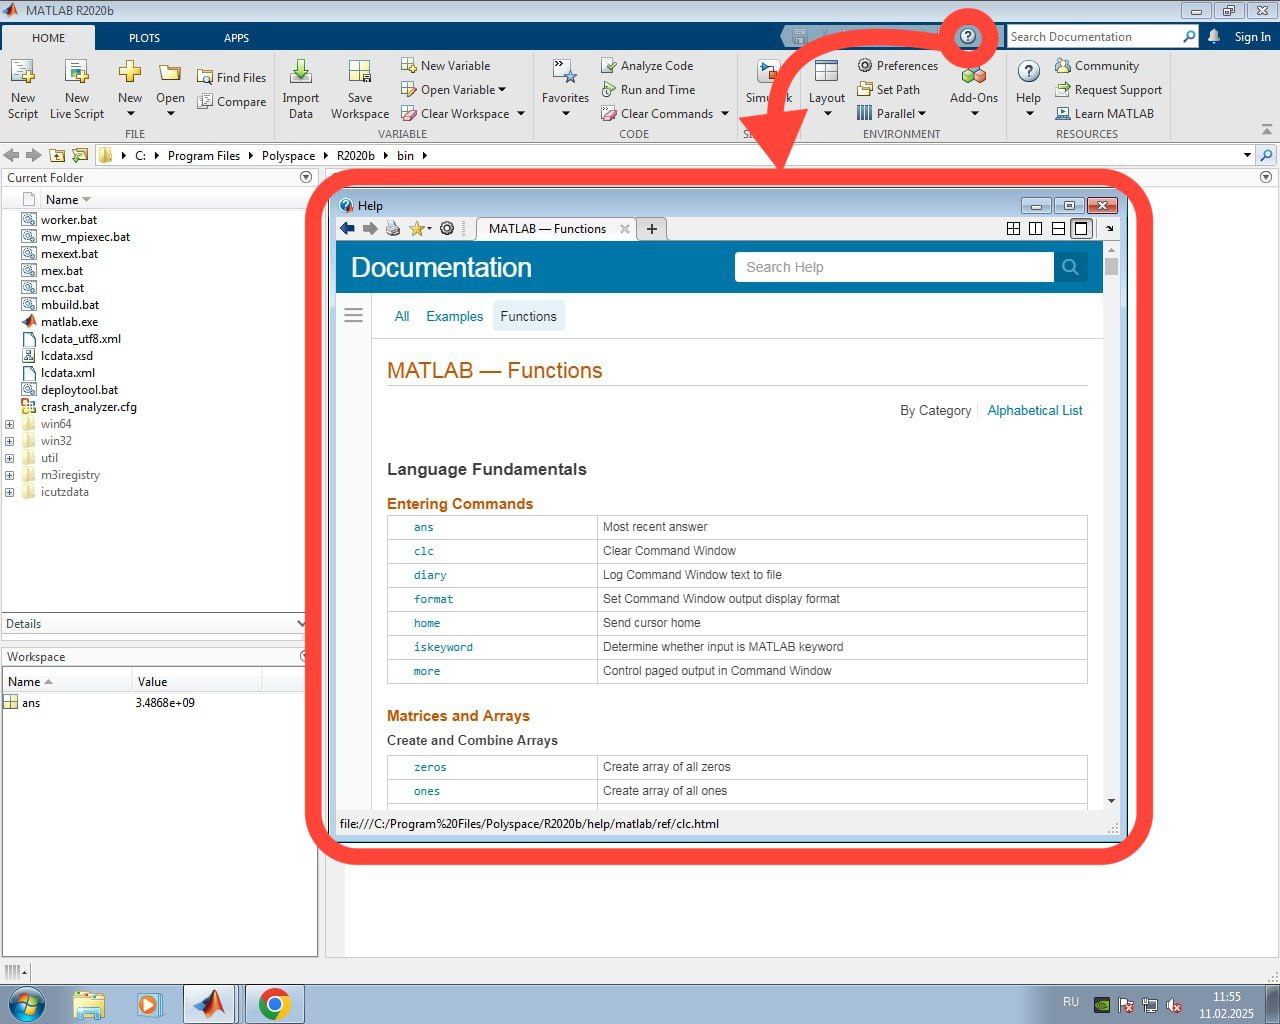 MATLAB R2020b
HOME PLOTS APPS
Search Documentation
Sign In
New Script
New Live Script
New
Open
Find Files
Compare
FILE
Import Data
Save Workspace
New Variable
Open Variable
Clear Workspace
VARIABLE
Favorites
Analyze Code
Run and Time
Clear Commands
CODE
Layout
Preferences
Set Path
Parallel
Add-Ons
ENVIRONMENT
Help
Community
Request Support
Learn MATLAB
RESOURCES
C: Program Files Polyspace R2020b bin
Current Folder
Name
worker.bat
mw_mpiexec.bat
mexext.bat
mex.bat
mcc.bat
mbuild.bat
matlab.exe
lcdata_utf8.xml
lcdata.xsd
lcdata.xml
deploytool.bat
crash_analyzer.cfg
win64
win32
util
m3iregistry
icutzdata
Details
Workspace
Name Value
ans 3.4868e+09
Help
MATLAB — Functions
Documentation
Search Help
All Examples Functions
MATLAB — Functions
By Category Alphabetical List
Language Fundamentals
Entering Commands
ans Most recent answer
clc Clear Command Window
diary Log Command Window text to file
format Set Command Window output display format
home Send cursor home
iskeyword Determine whether input is MATLAB keyword
more Control paged output in Command Window
Matrices and Arrays
Create and Combine Arrays
zeros Create array of all zeros
ones Create array of all ones
file:///C:/Program%20Files/Polyspace/R2020b/help/matlab/ref/clc.html
RU
11:55
11.02.2025